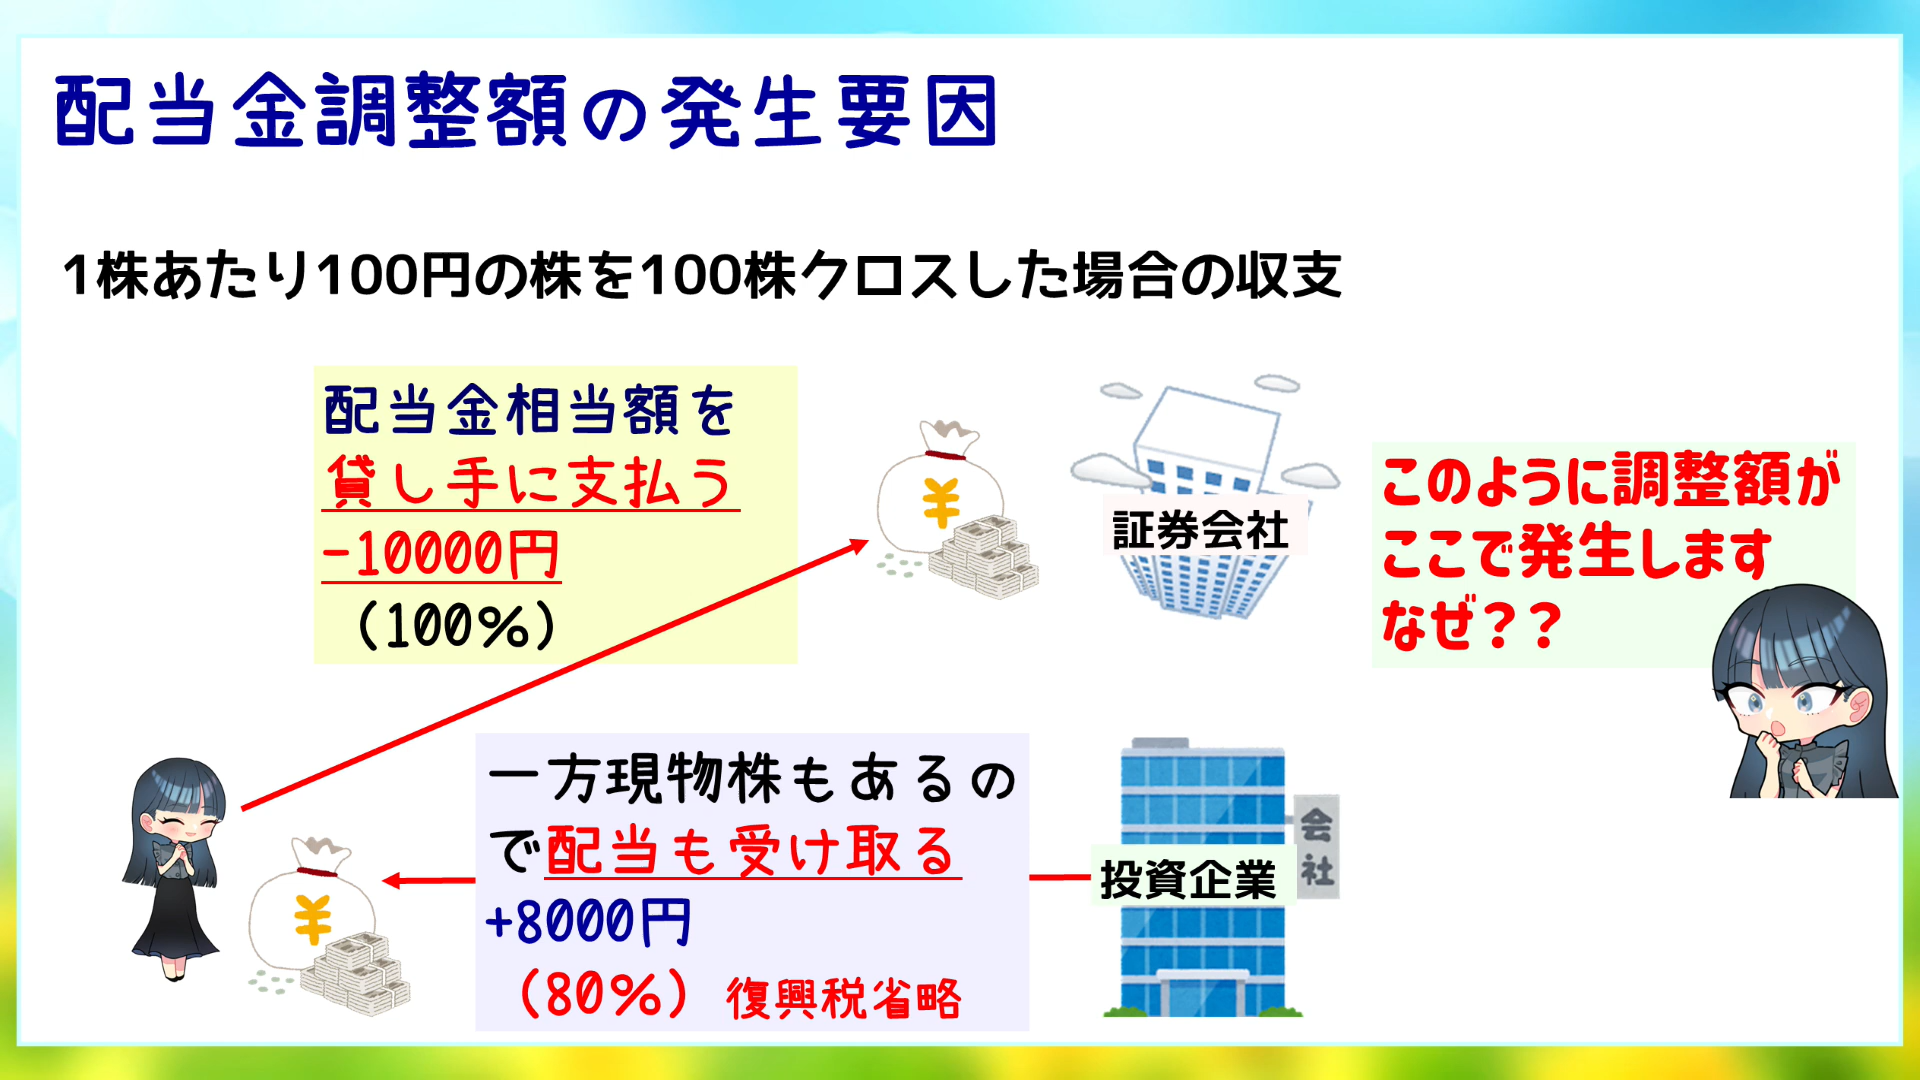 配当金調整額の発生要因
1株あたり100円の株を100株クロスした場合の収支
配当金相当額を
貸し手に支払う
-10000円
（100％）
¥
証券会社
このように調整額が
ここで発生します
なぜ？？
一方現物株もあるの
で配当も受け取る
+8000円
（80％）復興税省略
¥
投資企業
会社